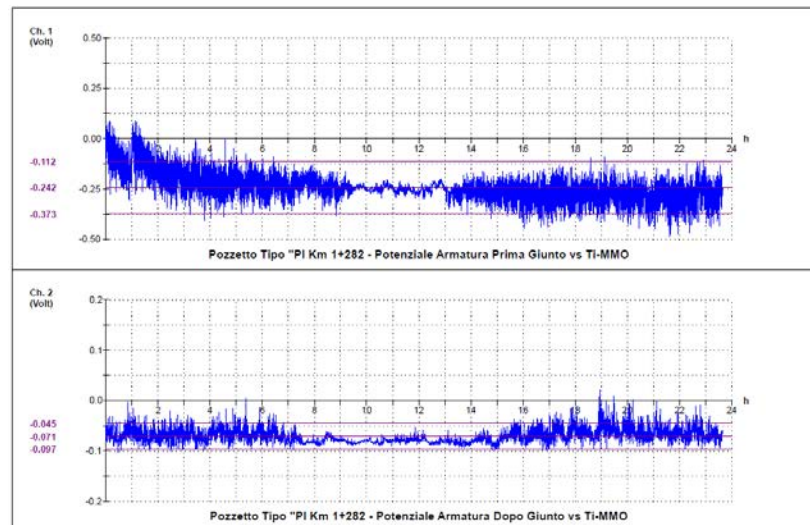 Ch. 1
(Volt)
0.50
0.25
0.00
2 4 6 8 10 12 14 16 18 20 22 24 h
-0.112
-0.242 -0.25
-0.373
-0.50
Pozzetto Tipo "PI Km 1+282 - Potenziale Armatura Prima Giunto vs Ti-MMO
Ch. 2
(Volt)
0.2
0.1
0.0
2 4 6 8 10 12 14 16 18 20 22 24 h
-0.045
-0.071
-0.097 -0.1
-0.2
Pozzetto Tipo "PI Km 1+282 - Potenziale Armatura Dopo Giunto vs Ti-MMO